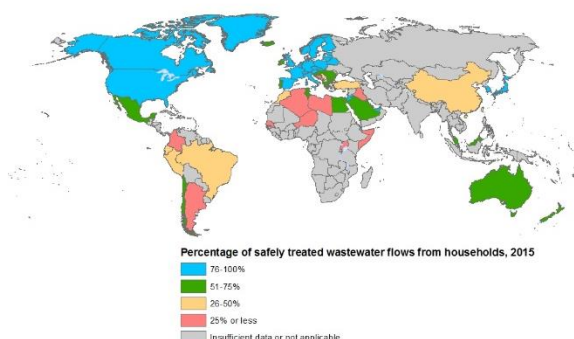 Percentage of safely treated wastewater flows from households, 2015
76-100%
51-75%
26-50%
25% or less
Insufficient data or not applicable